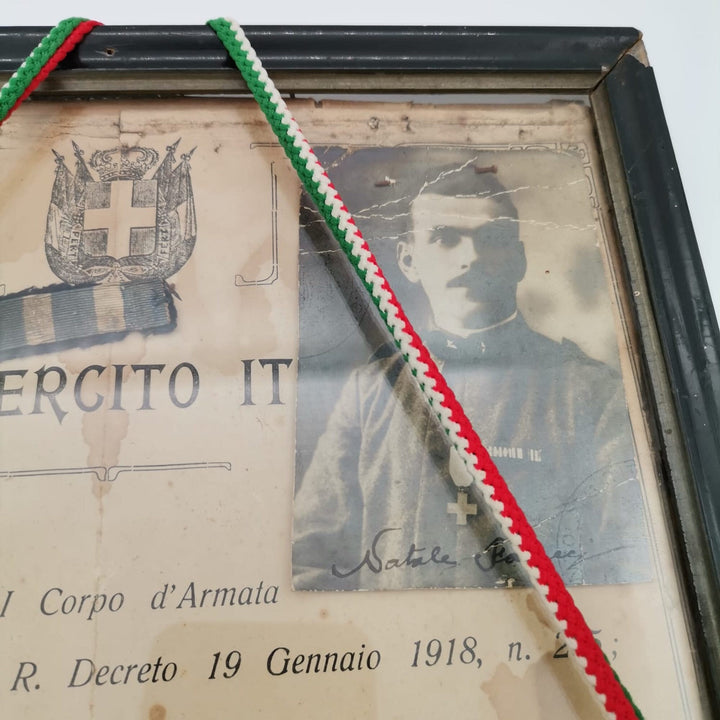 ERCITO IT
Natale
I Corpo d'Armata
R. Decreto 19 Gennaio 1918, n.